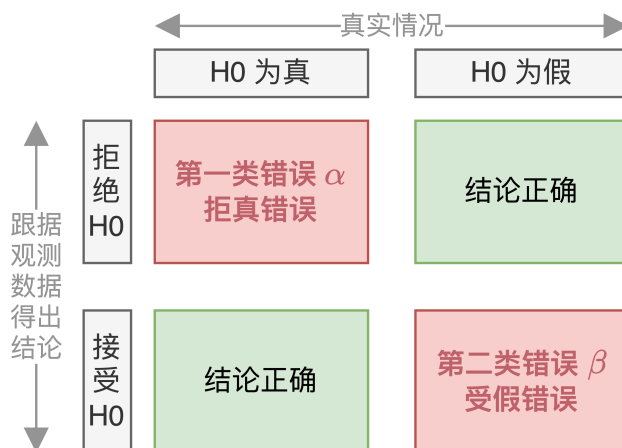 真实情况
H0 为真
H0 为假
拒
绝
H0
第一类错误 α
拒真错误
结论正确
跟据
观测
数据
得出
结论
接
受
H0
结论正确
第二类错误 β
受假错误